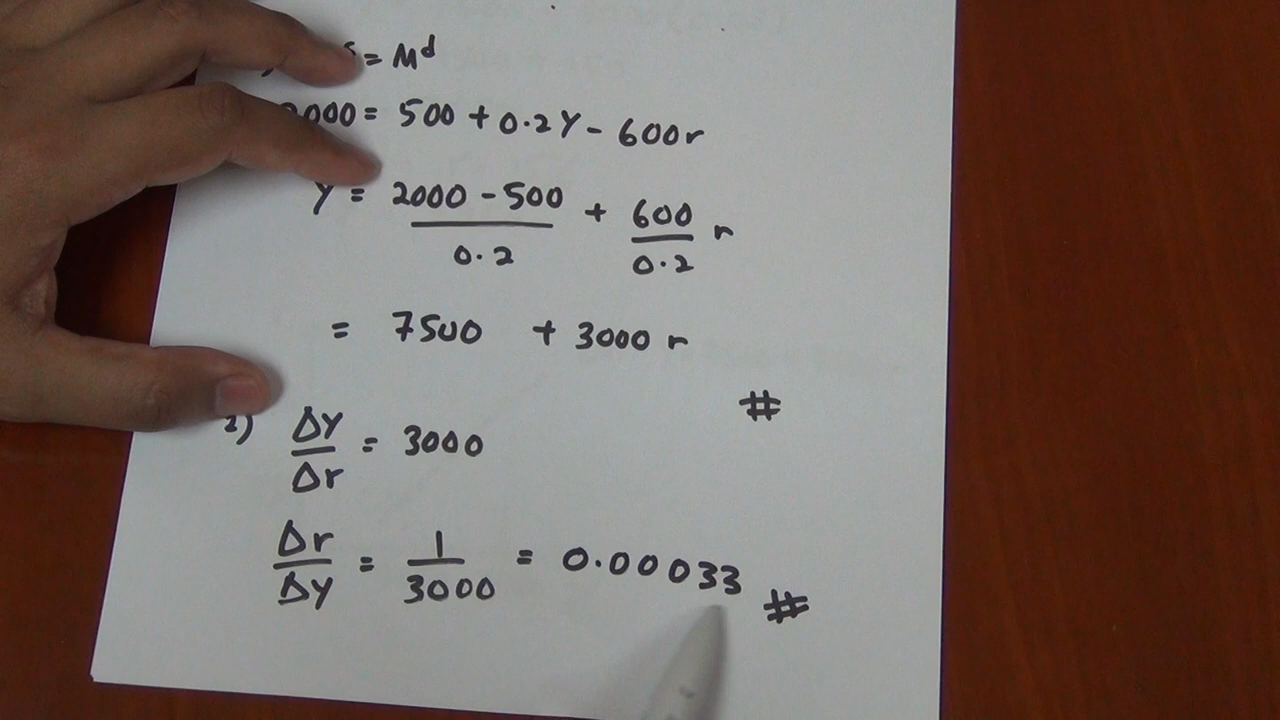 = Md
000 = 500 + 0.2Y - 600r
Y = 2000 - 500 / 0.2 + 600 / 0.2 r
= 7500 + 3000 r
#
2) ΔY / Δr = 3000
Δr / ΔY = 1 / 3000 = 0.00033 #